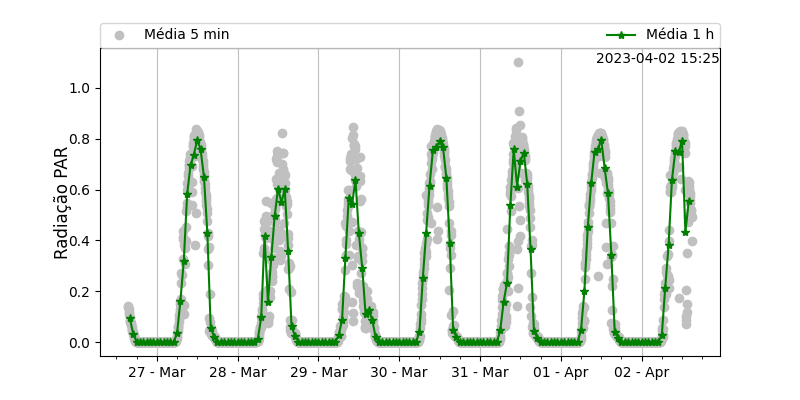 Média 5 min
Média 1 h
2023-04-02 15:25
1.0
0.8
0.6
0.4
0.2
0.0
Radiação PAR
27 - Mar
28 - Mar
29 - Mar
30 - Mar
31 - Mar
01 - Apr
02 - Apr